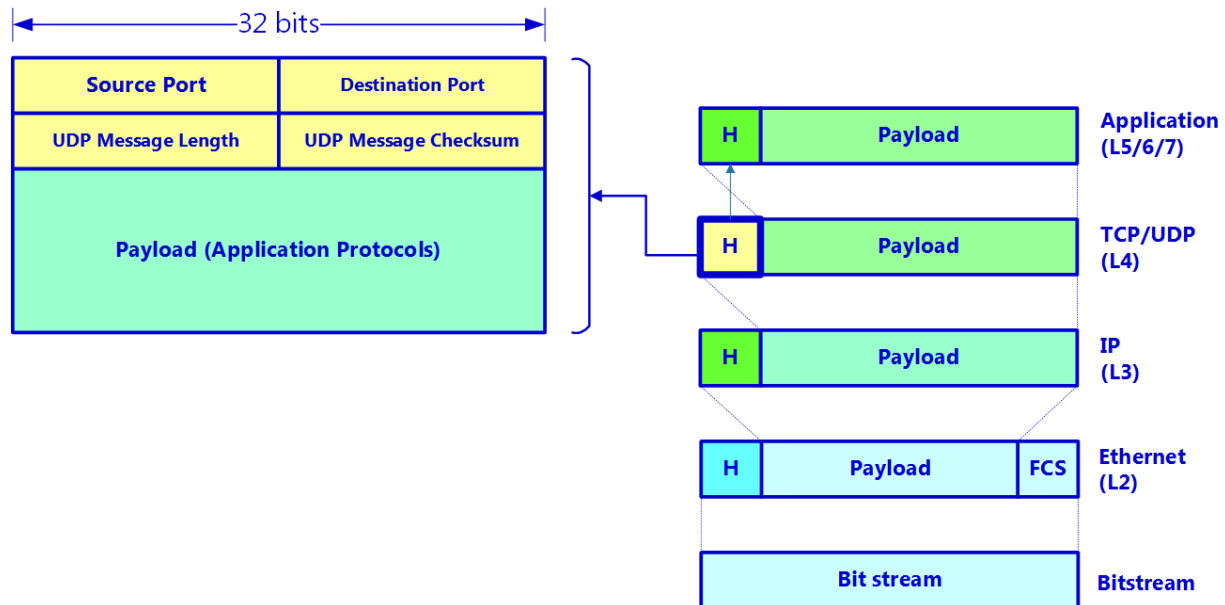 32 bits
Source Port
Destination Port
UDP Message Length
UDP Message Checksum
Payload (Application Protocols)
H
Payload
Application
(L5/6/7)
H
Payload
TCP/UDP
(L4)
H
Payload
IP
(L3)
H
Payload
FCS
Ethernet
(L2)
Bit stream
Bitstream